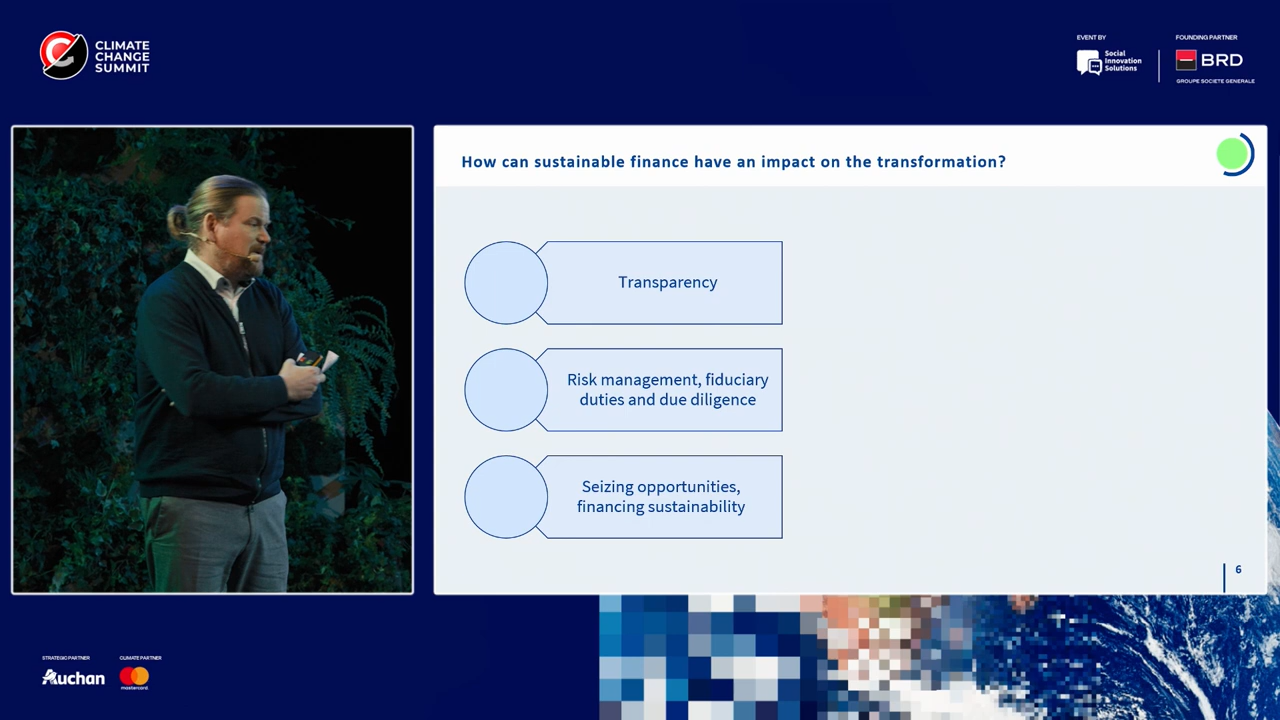 CLIMATE
CHANGE
SUMMIT
EVENT BY
Social
Innovation
Solutions
FOUNDING PARTNER
BRD
GROUPE SOCIETE GENERALE
How can sustainable finance have an impact on the transformation?
Transparency
Risk management, fiduciary
duties and due diligence
Seizing opportunities,
financing sustainability
6
STRATEGIC PARTNER
Auchan
CLIMATE PARTNER
mastercard